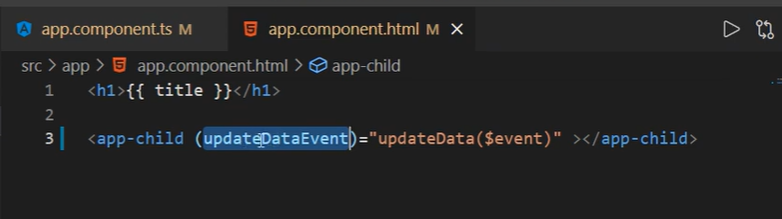 app.component.ts M app.component.html M
src > app > app.component.html > app-child
1 <h1>{{ title }}</h1>
2
3 <app-child (updateDataEvent)="updateData($event)" ></app-child>